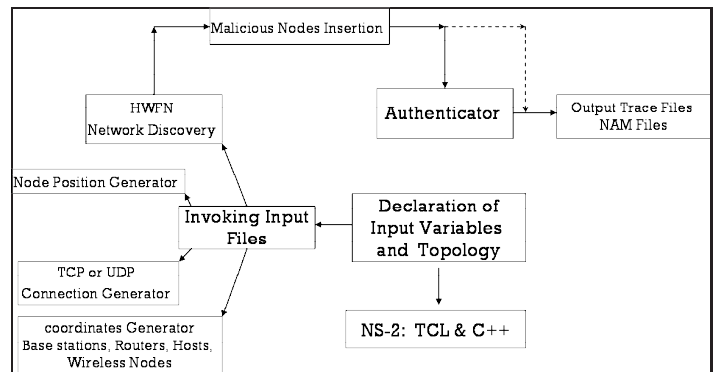 Malicious Nodes Insertion
HWFN
Network Discovery
Authenticator
Output Trace Files
NAM Files
Node Position Generator
Invoking Input
Files
Declaration of
Input Variables
and Topology
TCP or UDP
Connection Generator
coordinates Generator
Base stations, Routers, Hosts,
Wireless Nodes
NS-2: TCL & C++